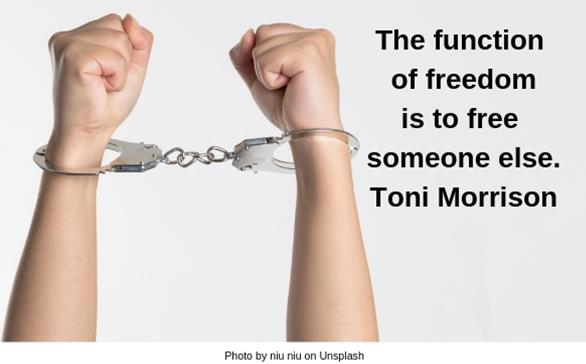 The function
of freedom
is to free
someone else.
Toni Morrison
Photo by niu niu on Unsplash